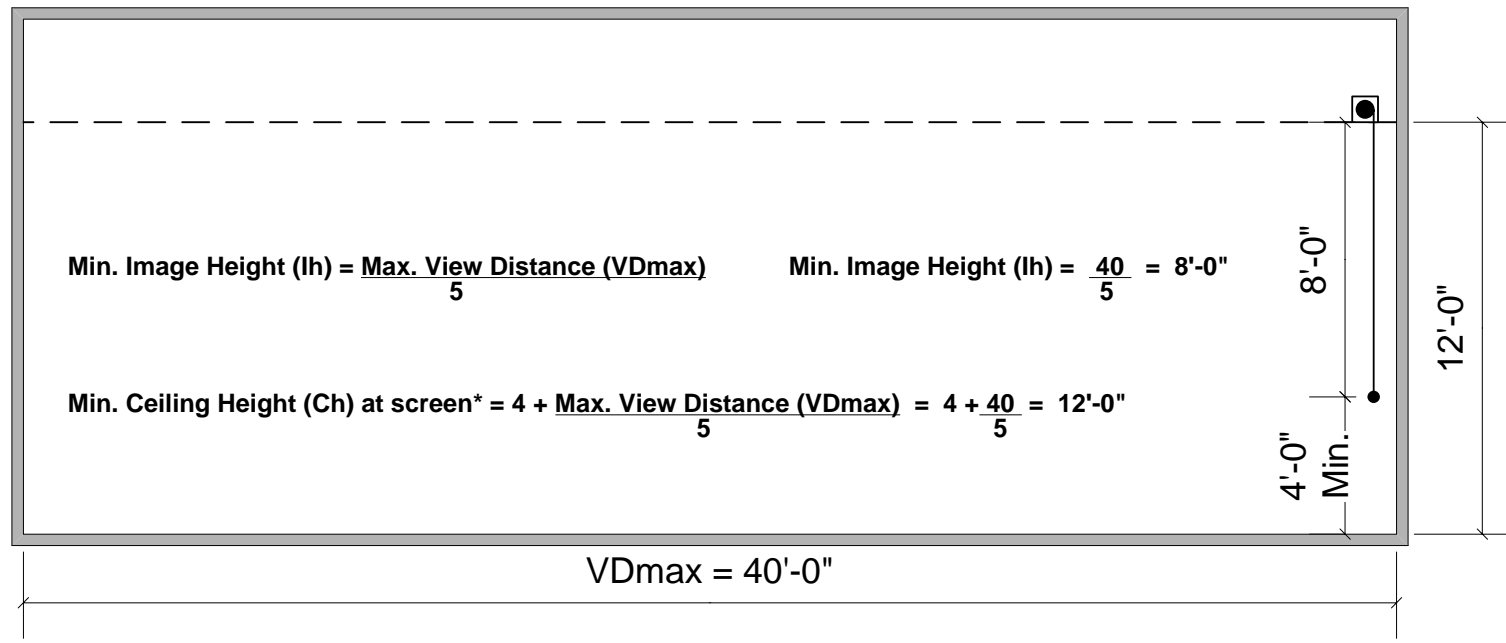 Min. Image Height (Ih) = Max. View Distance (VDmax)
5
Min. Image Height (Ih) = 40 = 8'-0"
5
8'-0"
12'-0"
Min. Ceiling Height (Ch) at screen* = 4 + Max. View Distance (VDmax) = 4 + 40 = 12'-0"
5 5
4'-0"
Min.
VDmax = 40'-0"